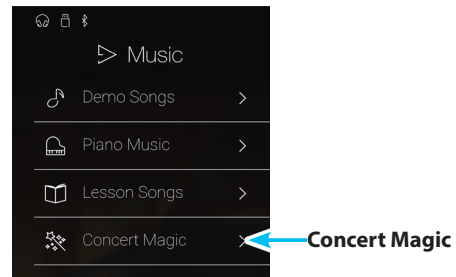 Music
Demo Songs
Piano Music
Lesson Songs
Concert Magic
Concert Magic